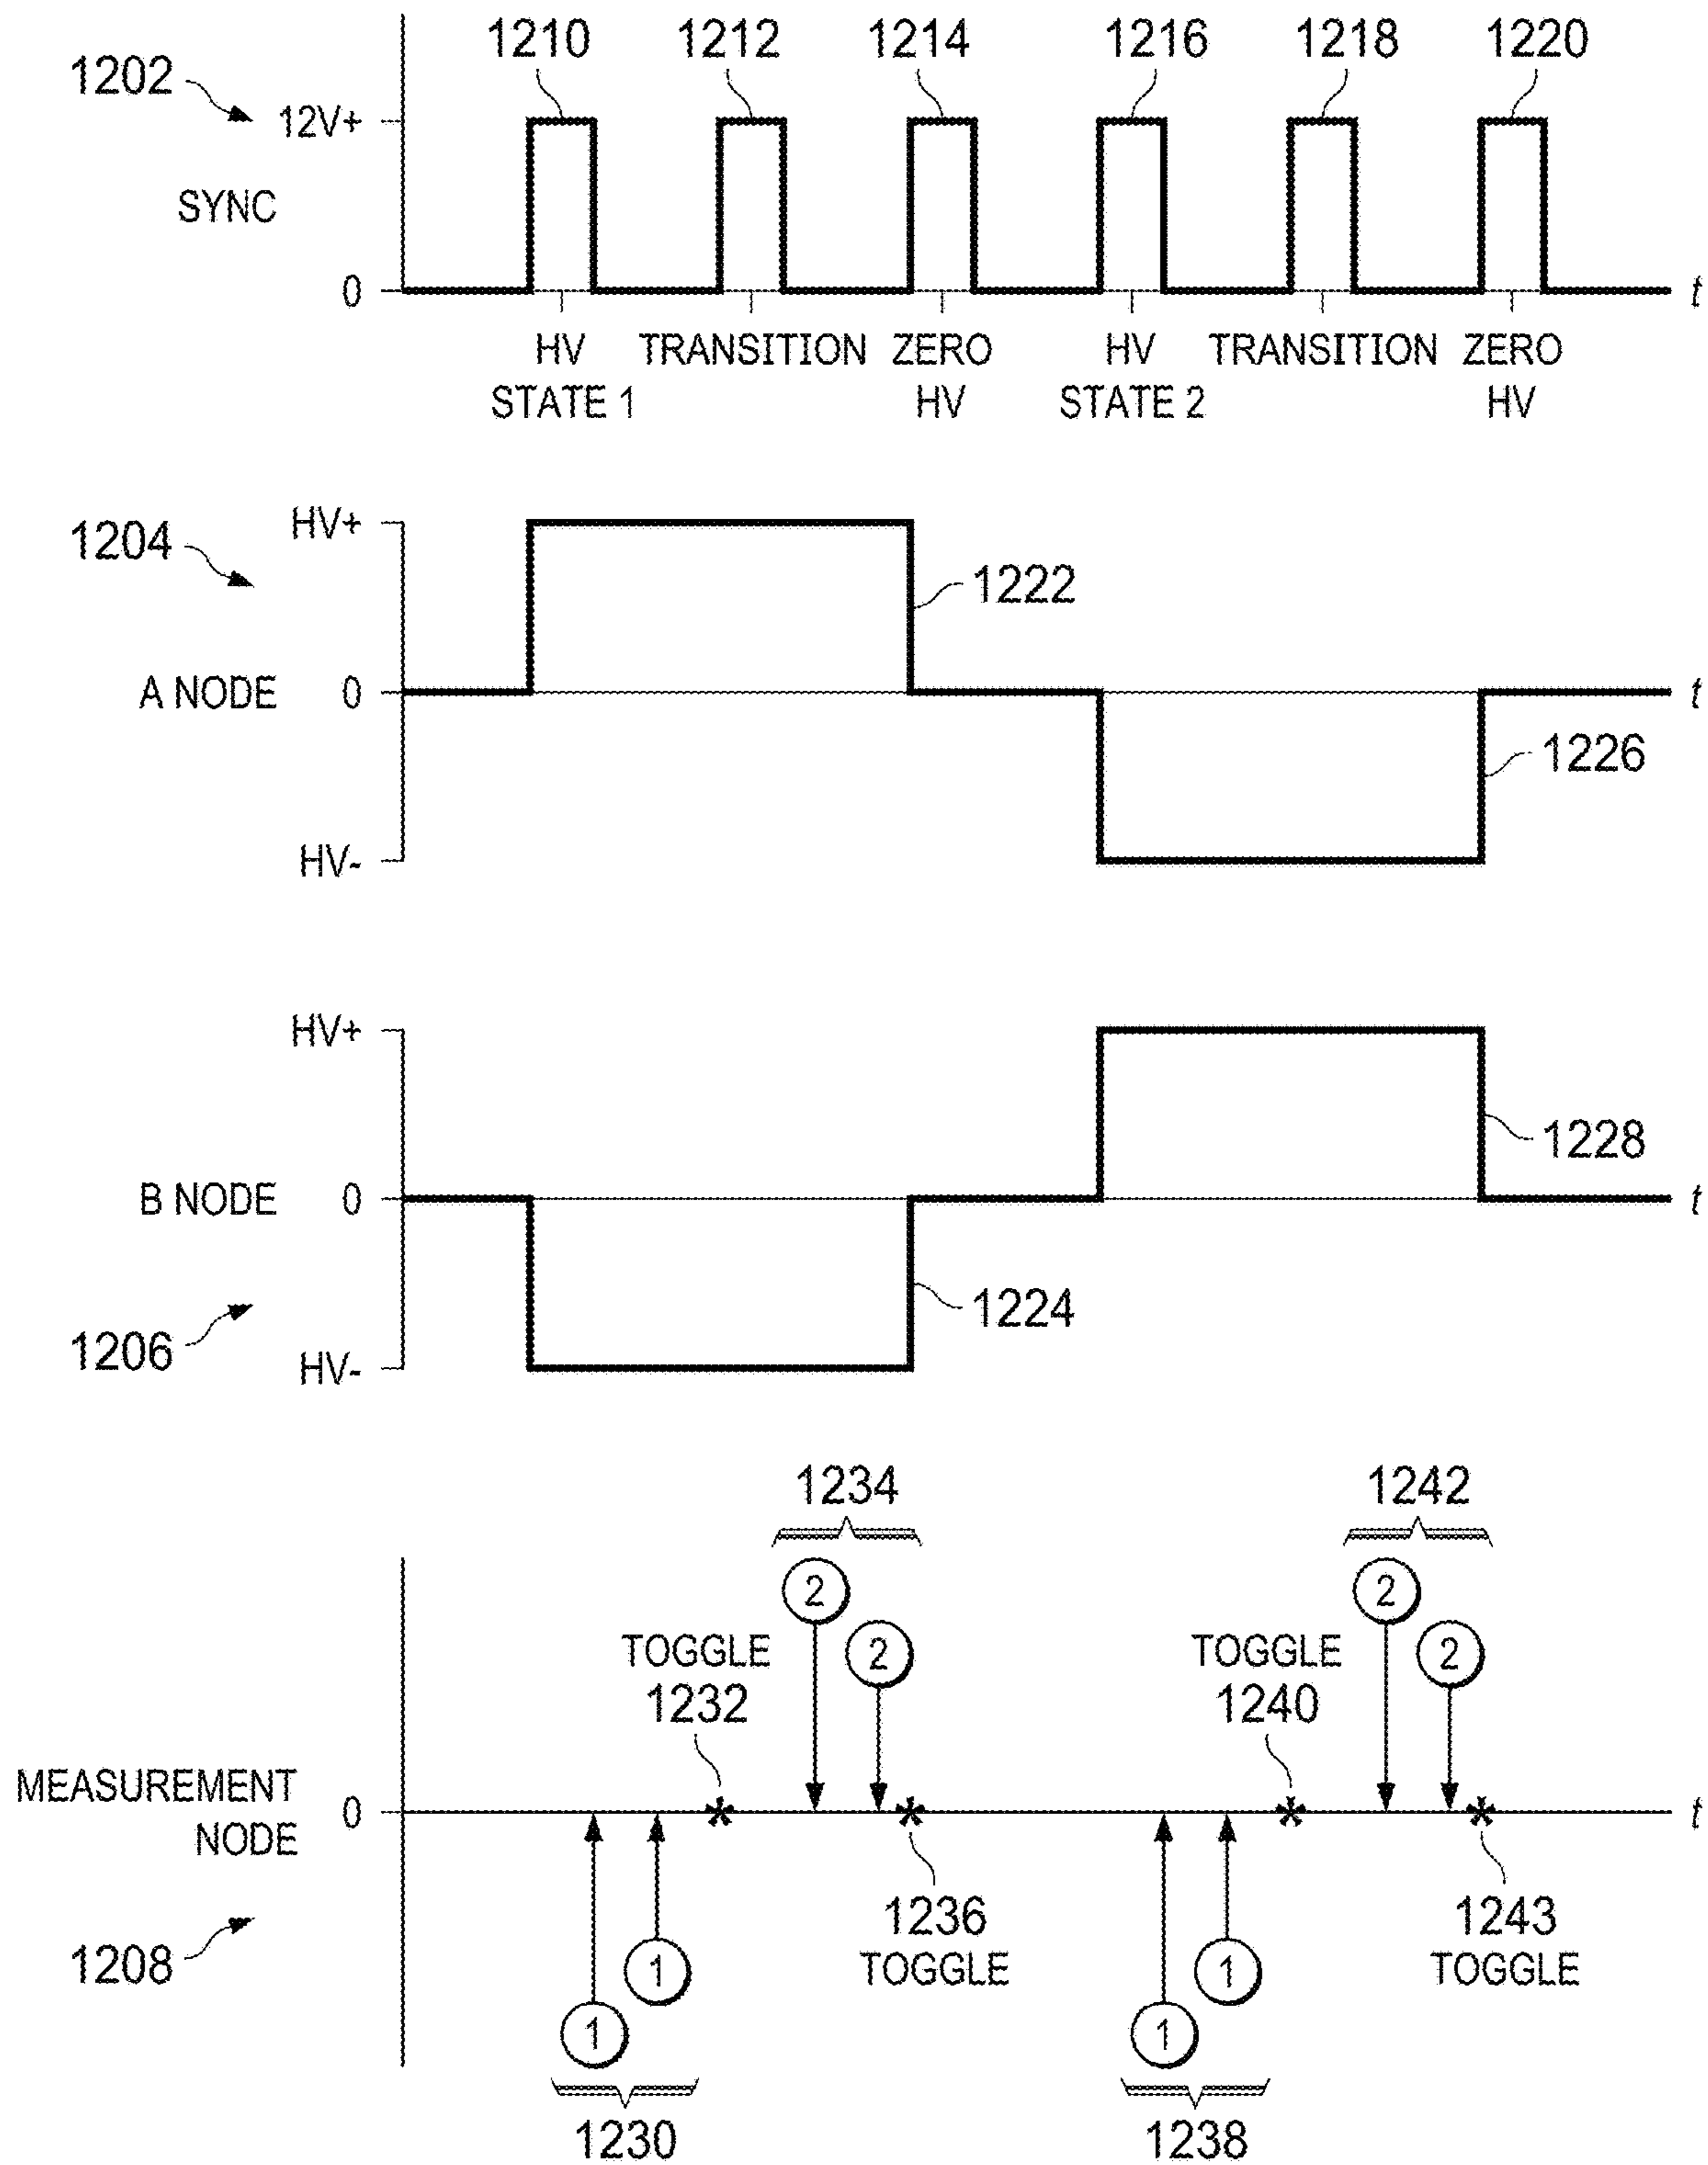 1210 1212 1214 1216 1218 1220
1202
12V+
SYNC
0
t
HV TRANSITION ZERO HV TRANSITION ZERO
STATE 1 HV STATE 2 HV
1204
HV+
1222
A NODE 0
t
1226
HV-
HV+
1228
B NODE 0
t
1224
1206
HV-
1234 1242
2 2
2 2
TOGGLE TOGGLE
1232 1240
MEASUREMENT
NODE
0
* * * *
t
1236 1243
TOGGLE TOGGLE
1208
1 1
1 1
1230 1238